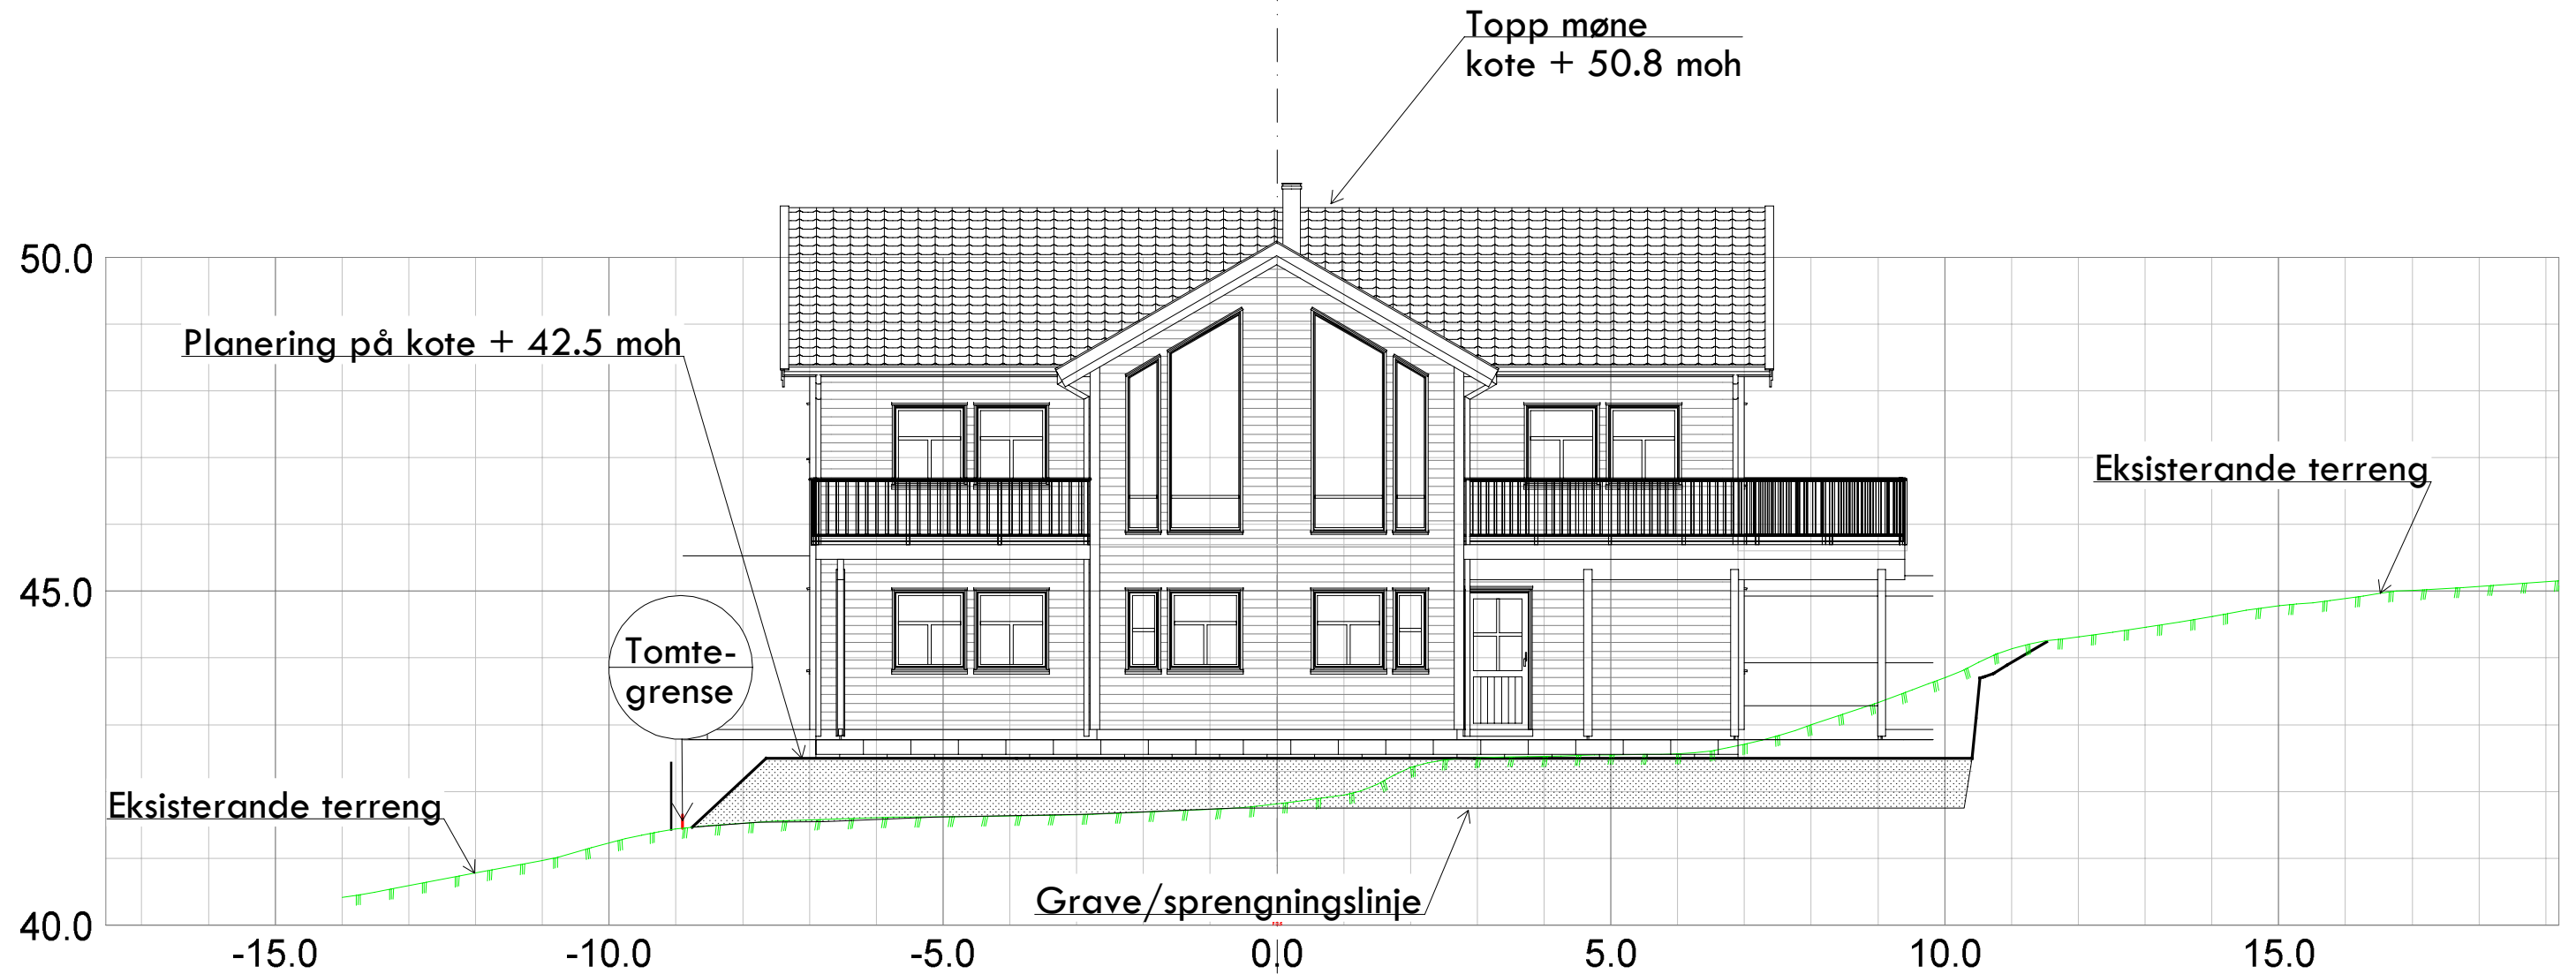 Topp møne
kote + 50.8 moh
50.0
Planering på kote + 42.5 moh
Eksisterande terreng
45.0
Tomte-
grense
Eksisterande terreng
Grave/sprengningslinje
40.0
-15.0
-10.0
-5.0
0.0
5.0
10.0
15.0